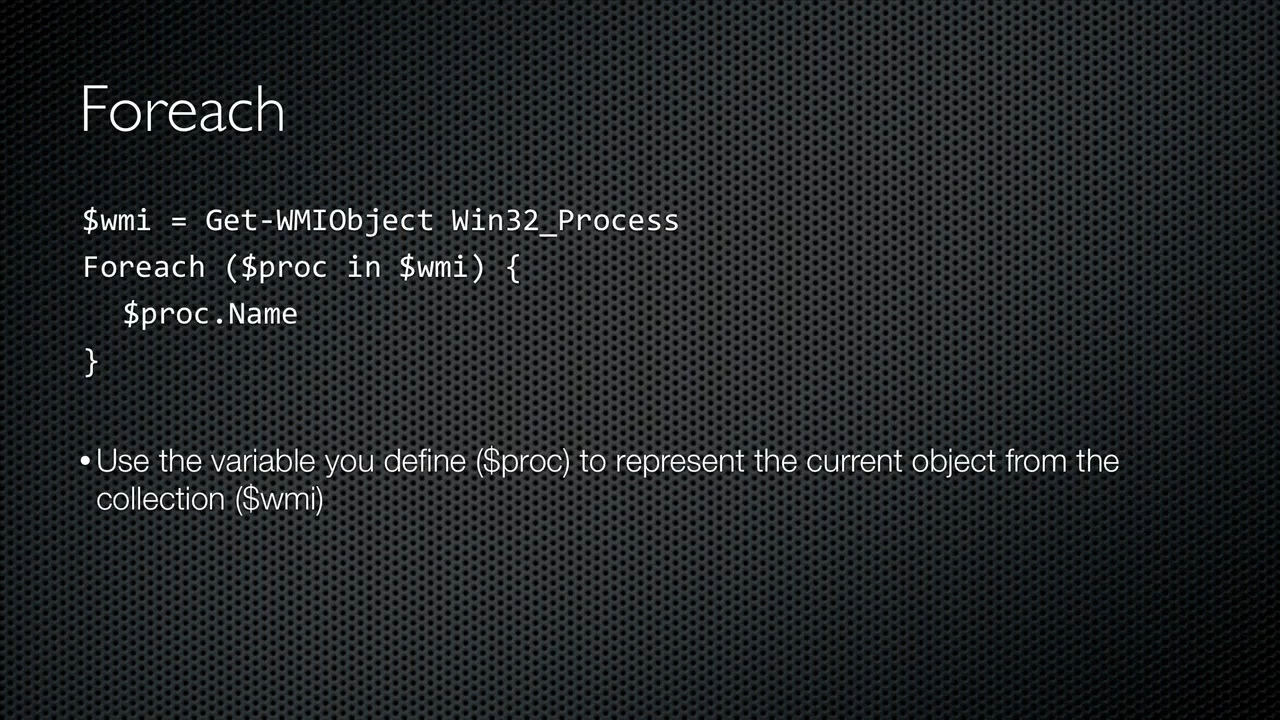 Foreach
$wmi = Get-WMIObject Win32_Process
Foreach ($proc in $wmi) {
$proc.Name
}
• Use the variable you define ($proc) to represent the current object from the
collection ($wmi)